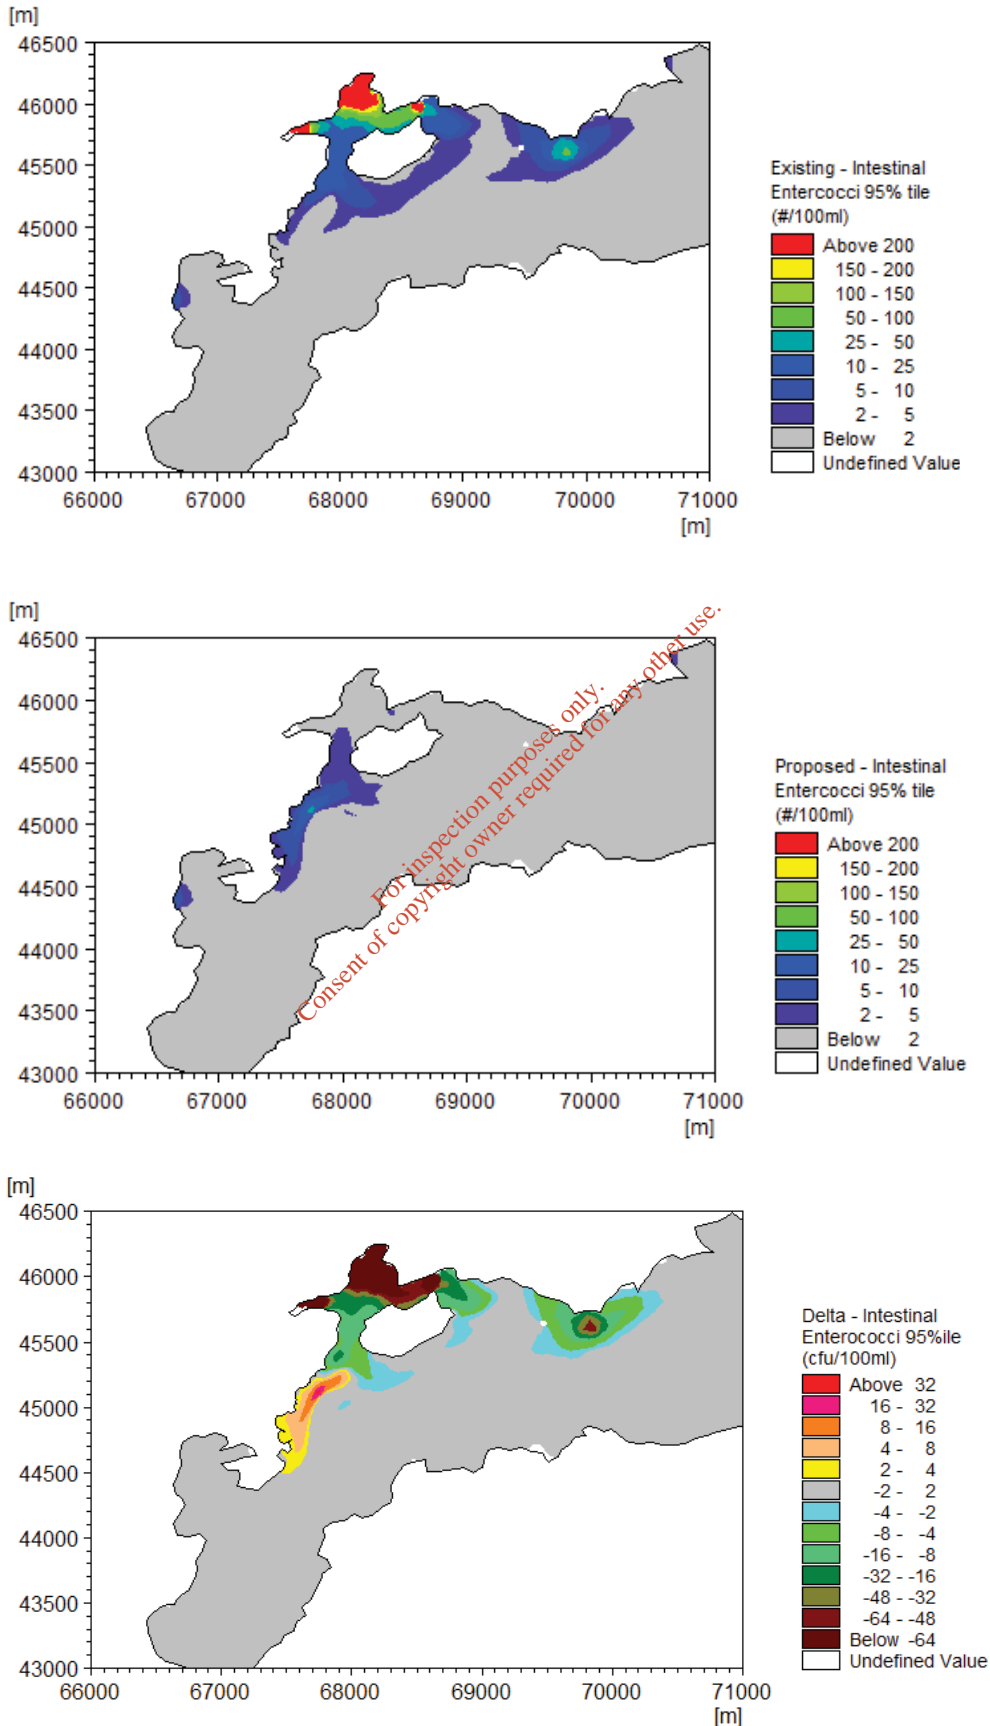 [m]
46500
46000
45500
45000
44500
44000
43500
43000
66000 67000 68000 69000 70000 71000
[m]
Existing - Intestinal
Entercocci 95% tile
(#/100ml)
Above 200
150 - 200
100 - 150
50 - 100
25 - 50
10 - 25
5 - 10
2 - 5
Below 2
Undefined Value
[m]
46500
46000
45500
45000
44500
44000
43500
43000
66000 67000 68000 69000 70000 71000
[m]
For inspection purposes only.
Consent of copyright owner required for any other use.
Proposed - Intestinal
Entercocci 95% tile
(#/100ml)
Above 200
150 - 200
100 - 150
50 - 100
25 - 50
10 - 25
5 - 10
2 - 5
Below 2
Undefined Value
[m]
46500
46000
45500
45000
44500
44000
43500
43000
66000 67000 68000 69000 70000 71000
[m]
Delta - Intestinal
Enterococci 95%ile
(cfu/100ml)
Above 32
16 - 32
8 - 16
4 - 8
2 - 4
-2 - 2
-4 - -2
-8 - -4
-16 - -8
-32 - -16
-48 - -32
-64 - -48
Below -64
Undefined Value